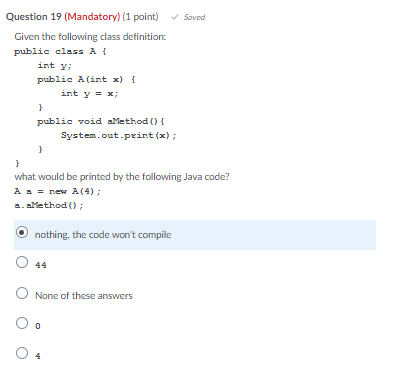 Question 19 (Mandatory) (1 point) ✓ Saved
Given the following class definition:
public class A {
int y;
public A(int x) {
int y = x;
}
public void aMethod(){
System.out.print(x);
}
}
what would be printed by the following Java code?
A a = new A(4);
a.aMethod();
nothing, the code won't compile
44
None of these answers
0
4